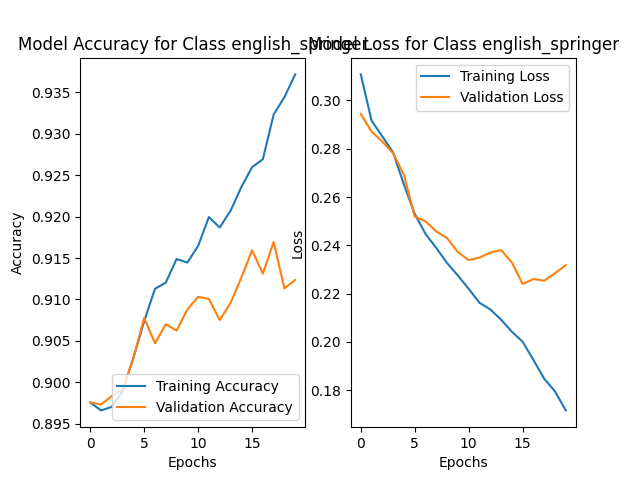 Model Accuracy for Class english_springer
Model Loss for Class english_springer
0.935
0.930
0.925
0.920
0.915
0.910
0.905
0.900
0.895
Accuracy
Training Accuracy
Validation Accuracy
0 5 10 15
Epochs
Training Loss
Validation Loss
0.30
0.28
0.26
0.24
0.22
0.20
0.18
Loss
0 5 10 15
Epochs